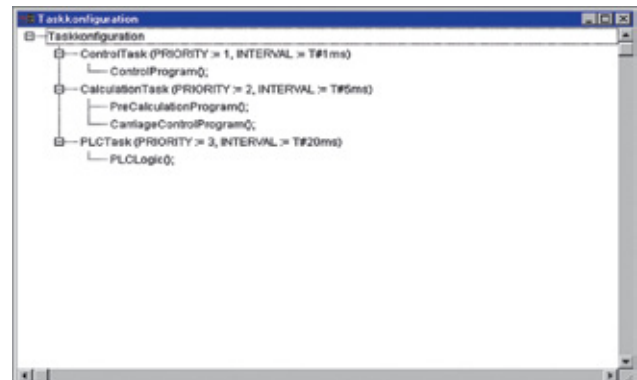 Taskkonfiguration
Taskkonfiguration
ControlTask (PRIORITY := 1, INTERVAL := T#1ms)
ControlProgram();
CalculationTask (PRIORITY := 2, INTERVAL := T#5ms)
PreCalculationProgram();
CarriageControlProgram();
PLCTask (PRIORITY := 3, INTERVAL := T#20ms)
PLCLogic();